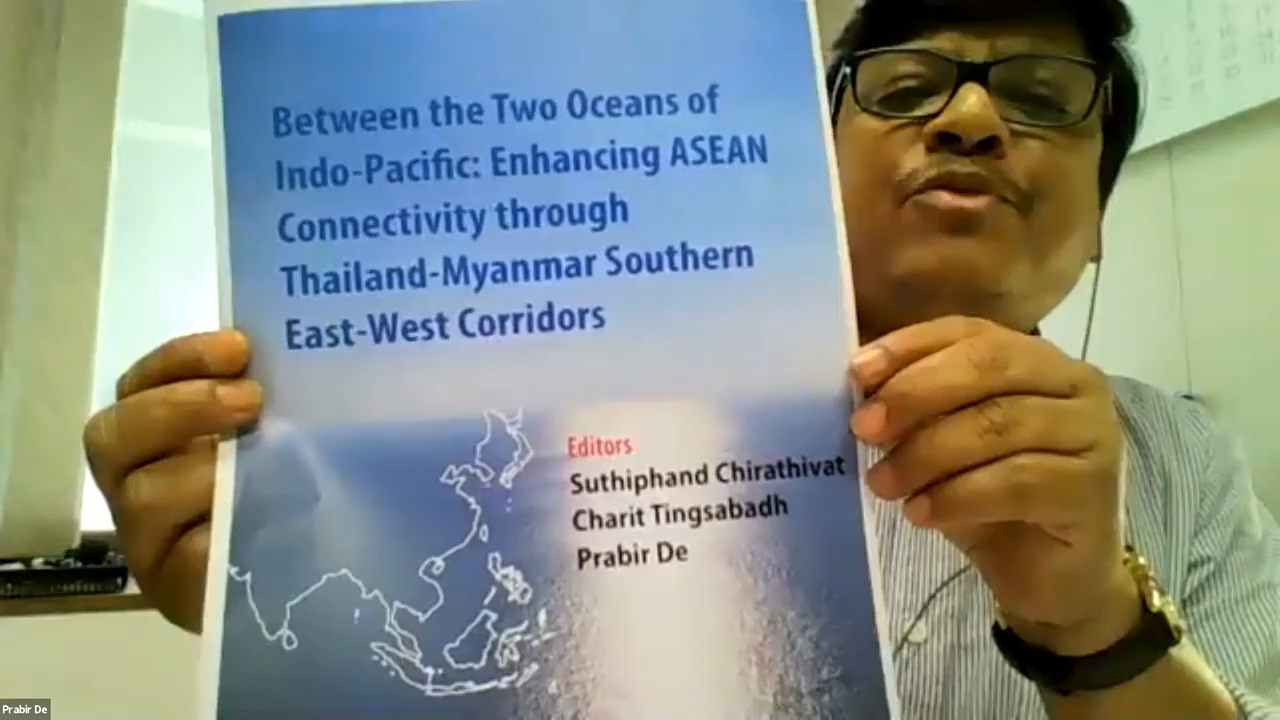 Between the Two Oceans of
Indo-Pacific: Enhancing ASEAN
Connectivity through
Thailand-Myanmar Southern
East-West Corridors
Editors
Suthiphand Chirathivat
Charit Tingsabadh
Prabir De
Prabir De